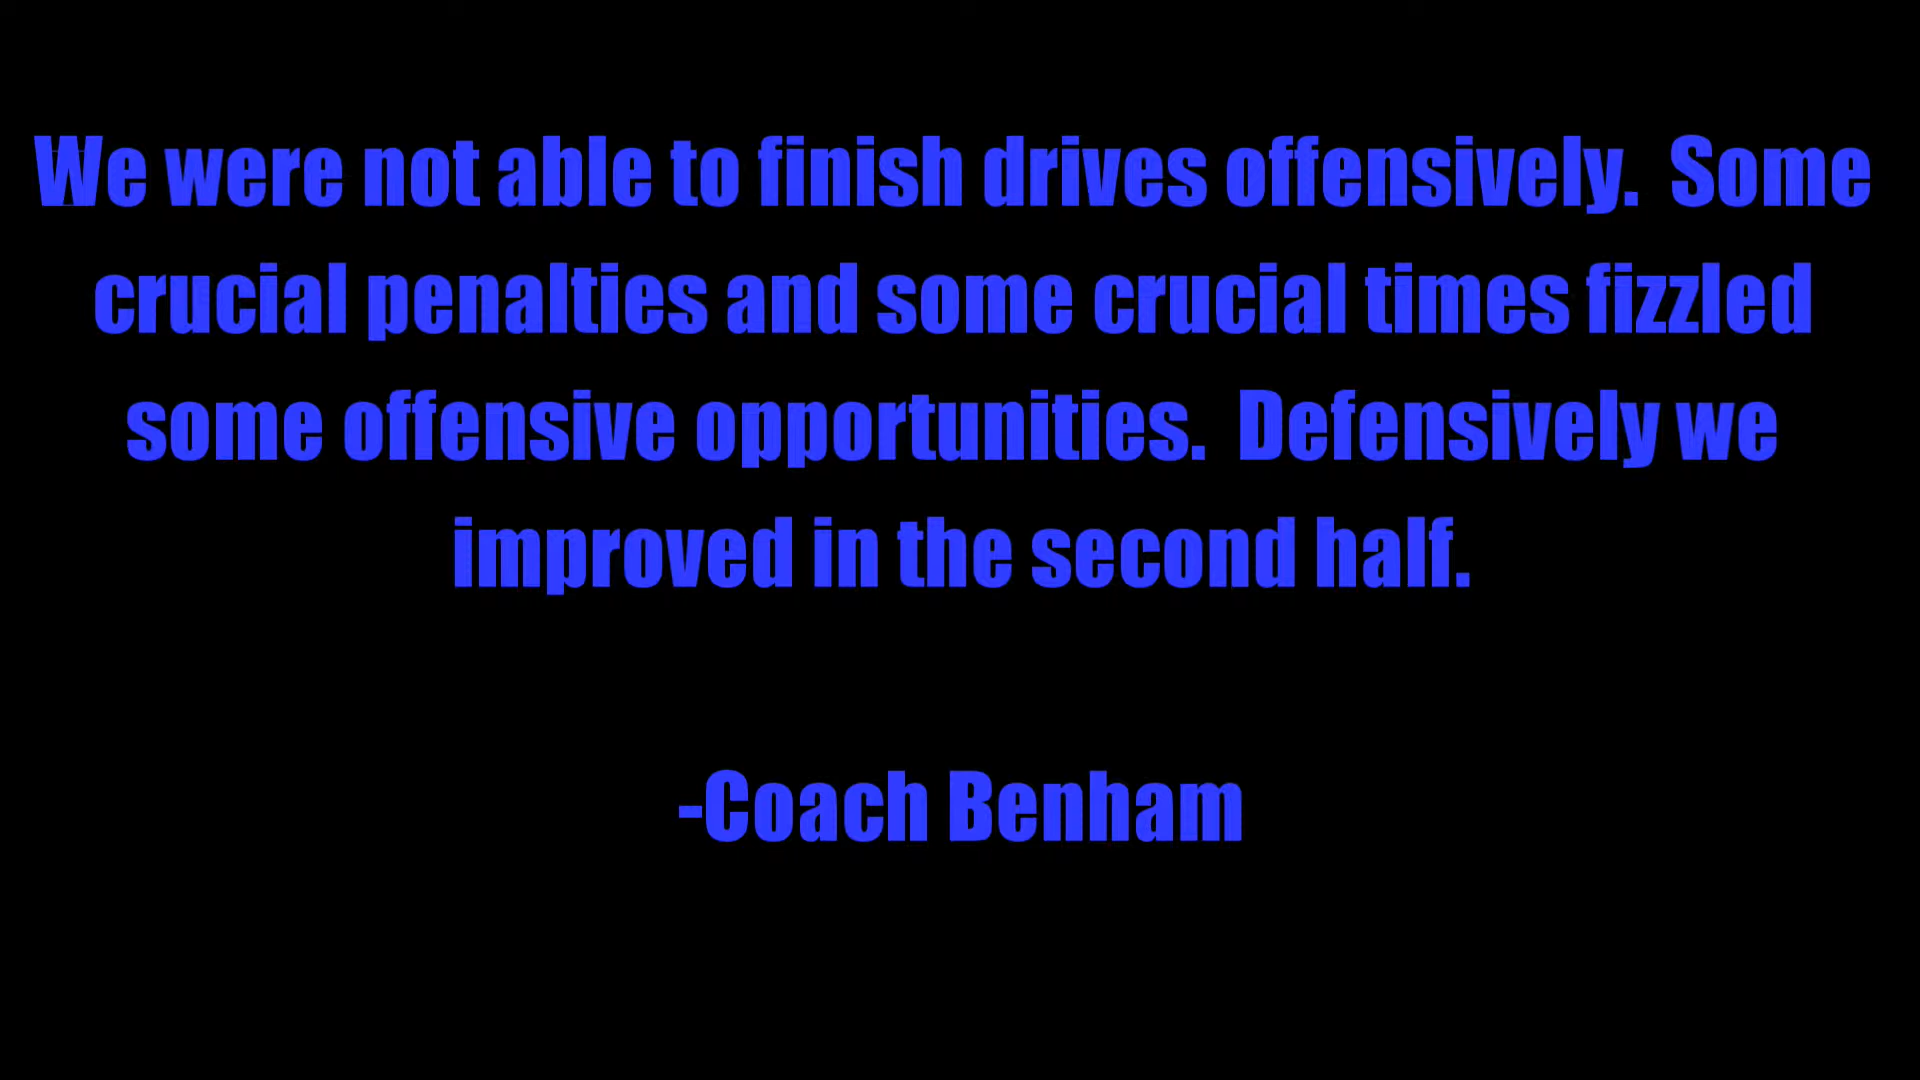 We were not able to finish drives offensively.  Some
crucial penalties and some crucial times fizzled
some offensive opportunities.  Defensively we
improved in the second half.
-Coach Benham